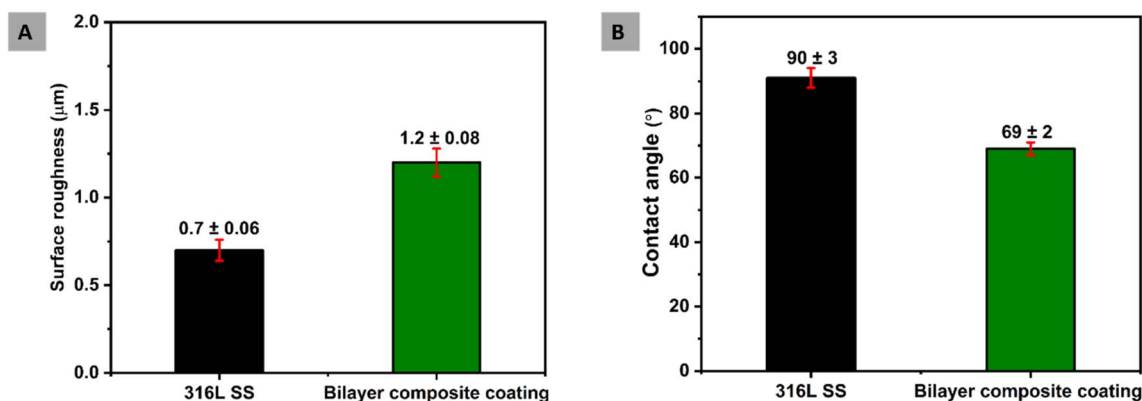 A
Surface roughness (μm)
2.0
1.5
1.0
0.5
0.0
0.7 ± 0.06
1.2 ± 0.08
316L SS
Bilayer composite coating
B
Contact angle (°)
100
80
60
40
20
0
90 ± 3
69 ± 2
316L SS
Bilayer composite coating